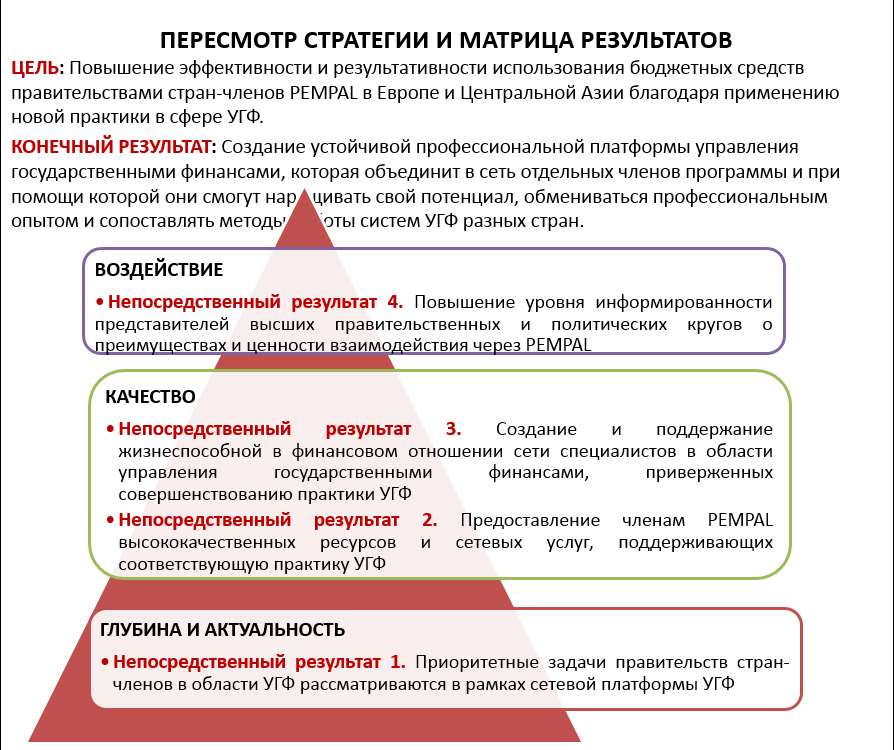 ПЕРЕСМОТР СТРАТЕГИИ И МАТРИЦА РЕЗУЛЬТАТОВ
ЦЕЛЬ: Повышение эффективности и результативности использования бюджетных средств
правительствами стран-членов PEMPAL в Европе и Центральной Азии благодаря применению
новой практики в сфере УГФ.
КОНЕЧНЫЙ РЕЗУЛЬТАТ: Создание устойчивой профессиональной платформы управления
государственными финансами, которая объединит в сеть отдельных членов программы и при
помощи которой они смогут наращивать свой потенциал, обмениваться профессиональным
опытом и сопоставлять методы работы систем УГФ разных стран.
ВОЗДЕЙСТВИЕ
• Непосредственный результат 4. Повышение уровня информированности
представителей высших правительственных и политических кругов о
преимуществах и ценности взаимодействия через PEMPAL
КАЧЕСТВО
• Непосредственный результат 3. Создание и поддержание
жизнеспособной в финансовом отношении сети специалистов в области
управления государственными финансами, приверженных
совершенствованию практики УГФ
• Непосредственный результат 2. Предоставление членам PEMPAL
высококачественных ресурсов и сетевых услуг, поддерживающих
соответствующую практику УГФ
ГЛУБИНА И АКТУАЛЬНОСТЬ
• Непосредственный результат 1. Приоритетные задачи правительств стран-
членов в области УГФ рассматриваются в рамках сетевой платформы УГФ